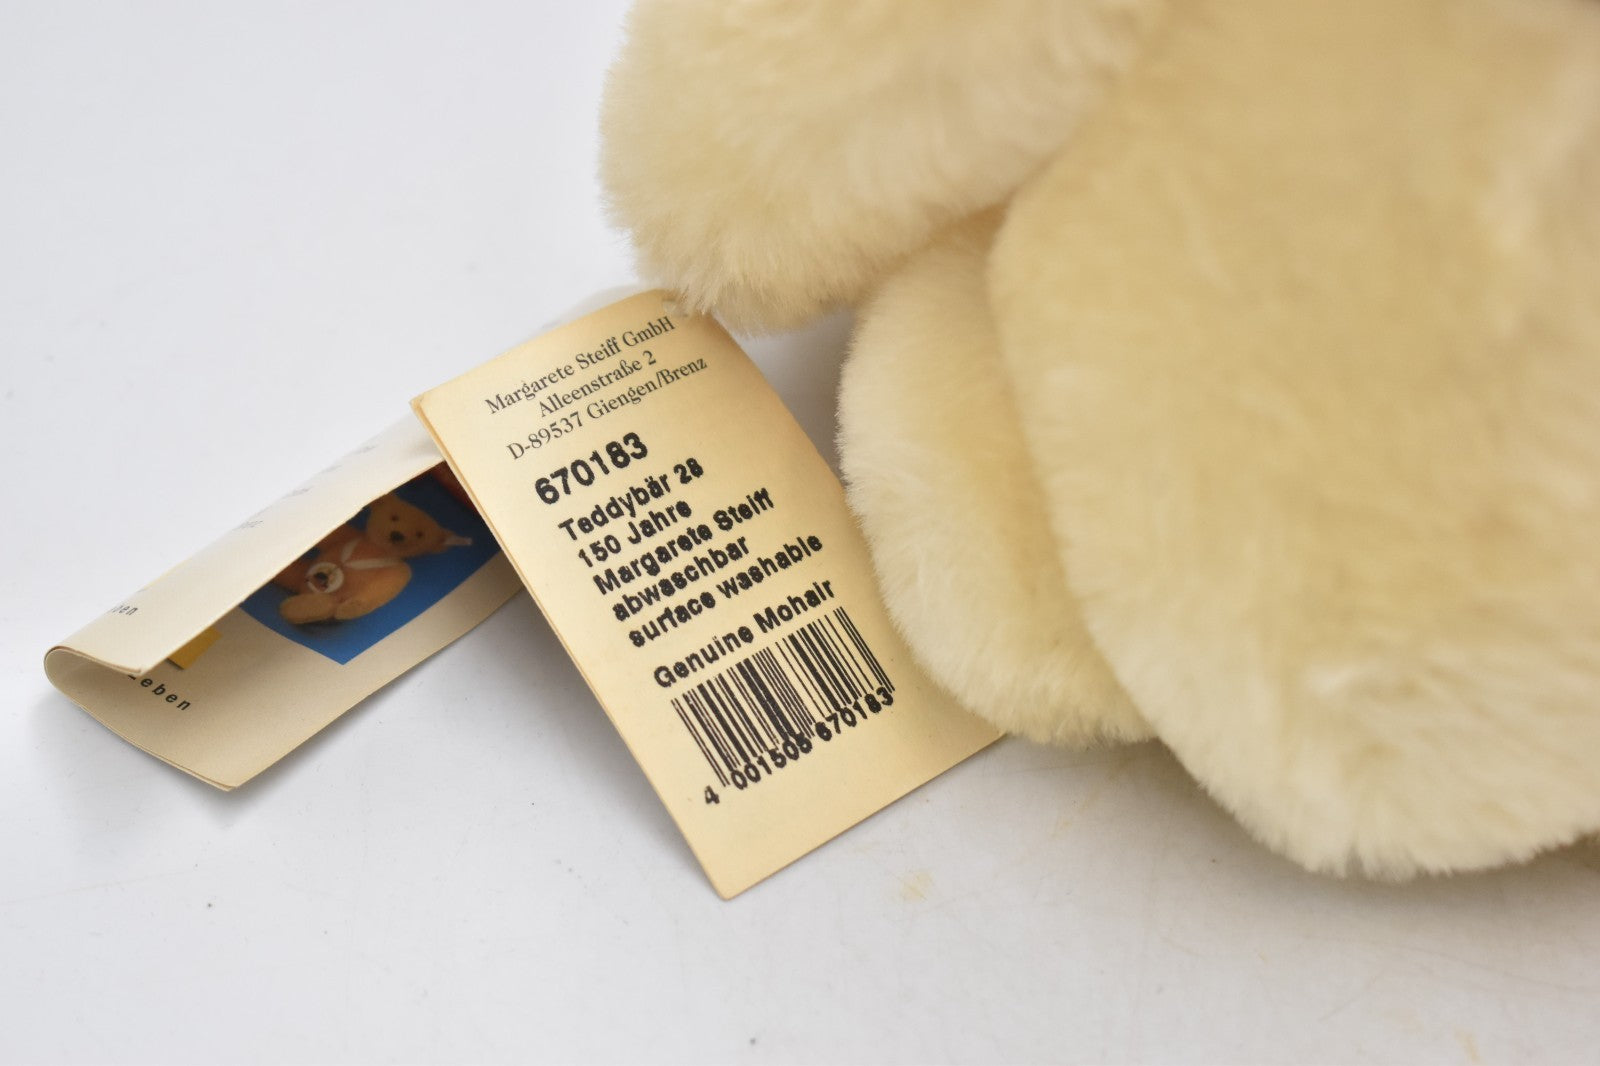 Margarete Steiff GmbH
Alleenstraße 2
D-89537 Giengen/Brenz
670183
Teddybär 28
150 Jahre
Margarete Steiff
abwaschbar
surface washable
Genuine Mohair
4 001505 670183